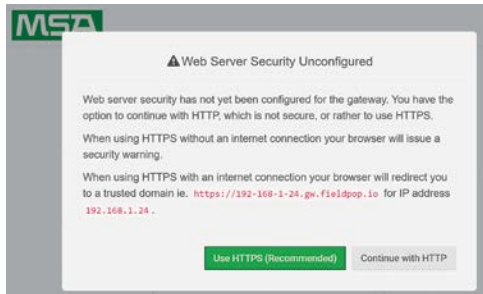 MSA
Web Server Security Unconfigured
Web server security has not yet been configured for the gateway. You have the
option to continue with HTTP, which is not secure, or rather to use HTTPS.
When using HTTPS without an internet connection your browser will issue a
security warning.
When using HTTPS with an internet connection your browser will redirect you
to a trusted domain ie. https://192-168-1-24.gw.fieldpop.io for IP address
192.168.1.24.
Use HTTPS (Recommended) Continue with HTTP